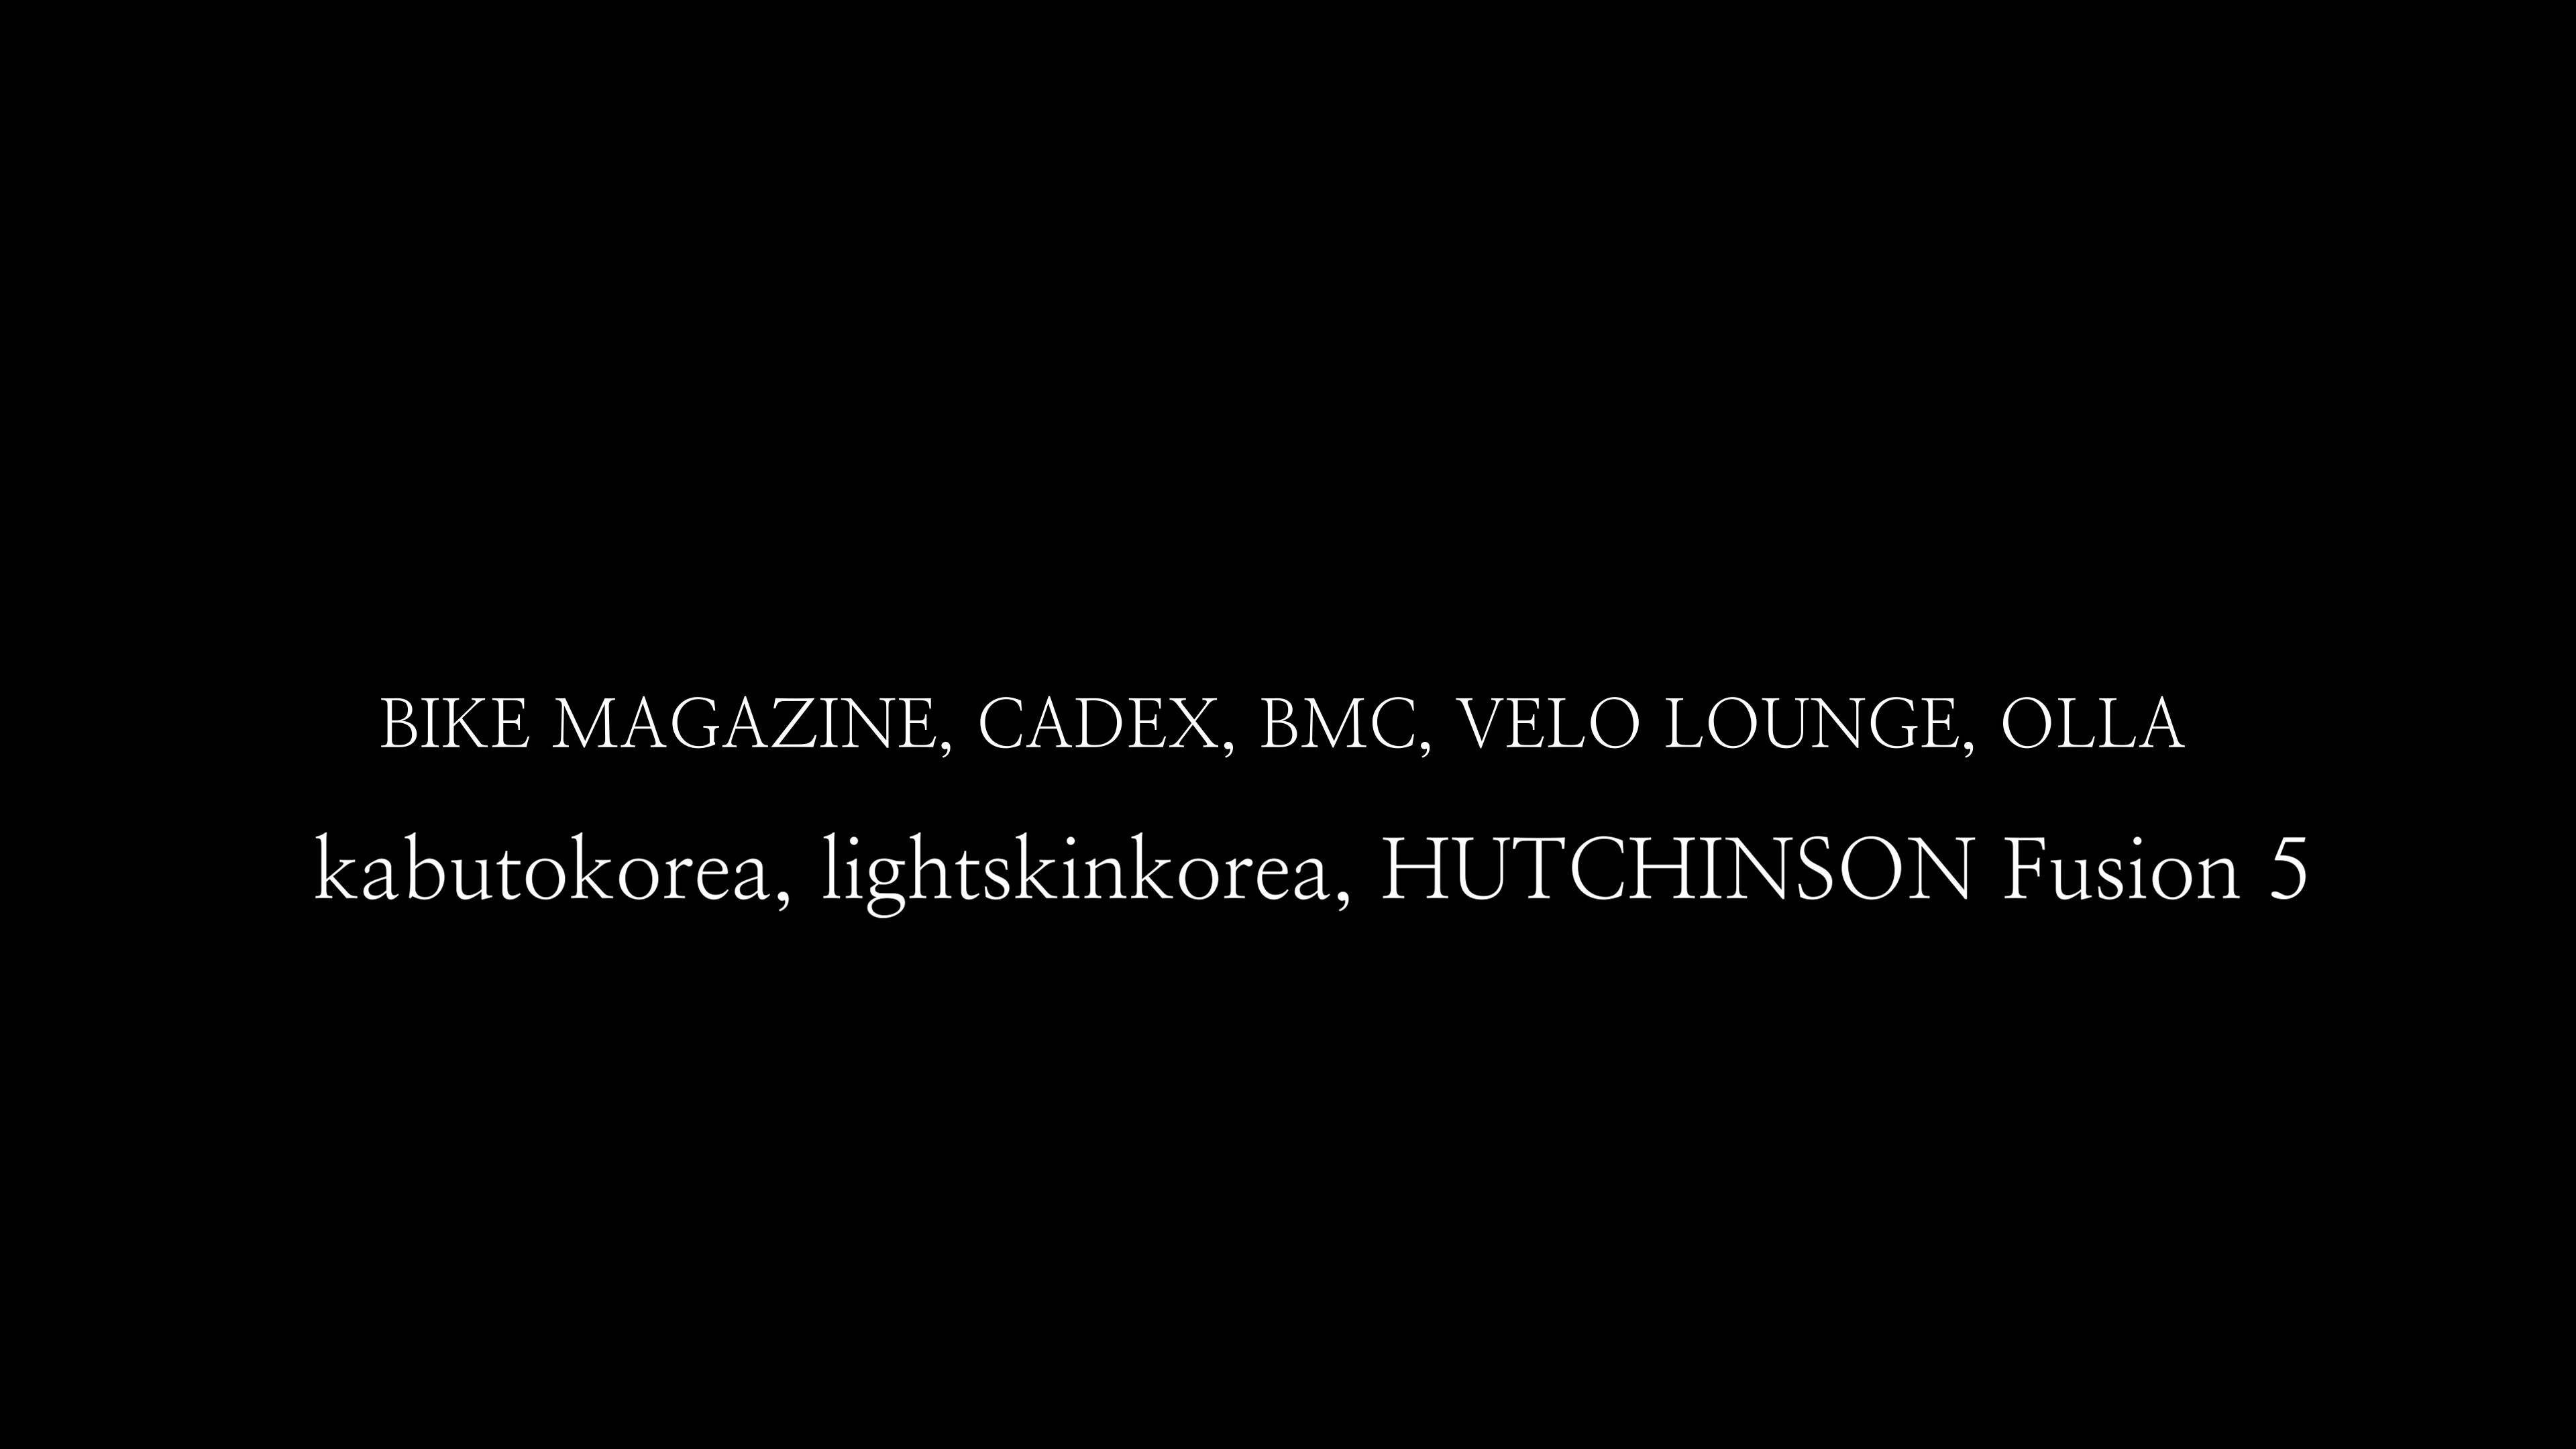 BIKE MAGAZINE, CADEX, BMC, VELO LOUNGE, OLLA
kabutokorea, lightskinkorea, HUTCHINSON Fusion 5